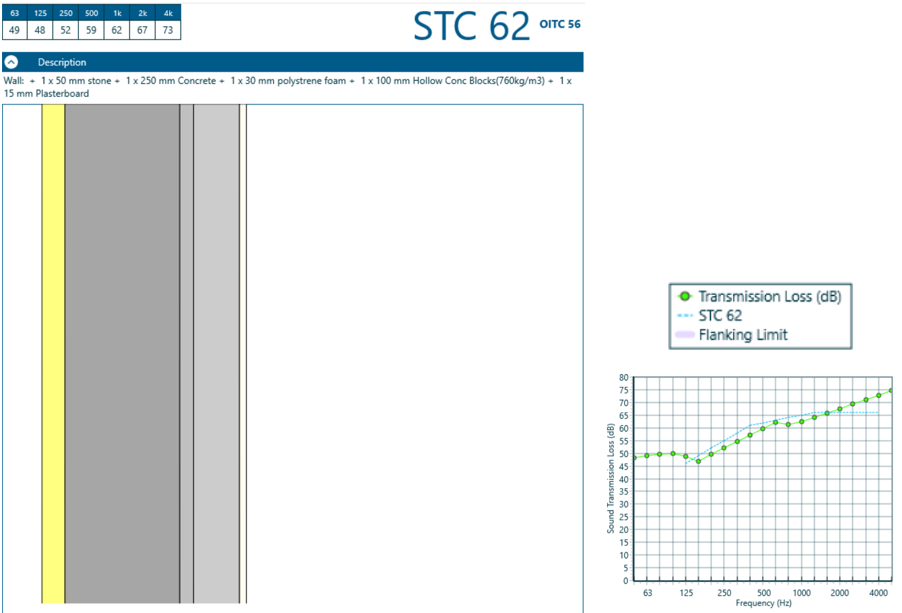 63 125 250 500 1k 2k 4k
49 48 52 59 62 67 73
STC 62 OITC 56
Description
Wall: + 1 x 50 mm stone + 1 x 250 mm Concrete + 1 x 30 mm polystrene foam + 1 x 100 mm Hollow Conc Blocks(760kg/m3) + 1 x
15 mm Plasterboard
Transmission Loss (dB)
STC 62
Flanking Limit
80
75
70
65
60
55
50
45
40
35
30
25
20
15
10
5
0
Sound Transmission Loss (dB)
63 125 250 500 1000 2000 4000
Frequency (Hz)